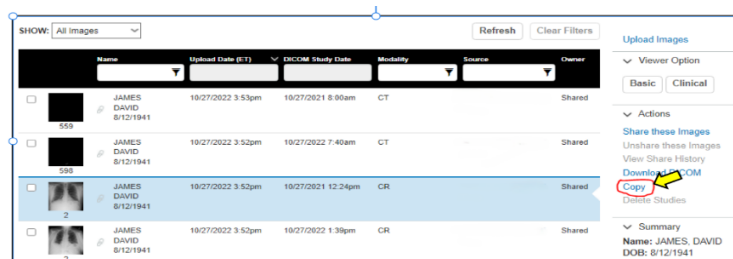 SHOW: All Images
Refresh Clear Filters
Upload Images
Name Upload Date (ET) DICOM Study Date Modality Source Owner
559
JAMES
DAVID
8/12/1941
10/27/2022 3:53pm 10/27/2021 8:00am CT Shared
598
JAMES
DAVID
8/12/1941
10/27/2022 3:52pm 10/27/2022 7:40am CT Shared
2
JAMES
DAVID
8/12/1941
10/27/2022 3:52pm 10/27/2021 12:24pm CR Shared
JAMES
DAVID
8/12/1941
10/27/2022 3:52pm 10/27/2022 1:39pm CR Shared
Viewer Option
Basic Clinical
Actions
Share these Images
Unshare these Images
View Share History
Download DICOM
Copy
Delete Studies
Summary
Name: JAMES, DAVID
DOB: 8/12/1941